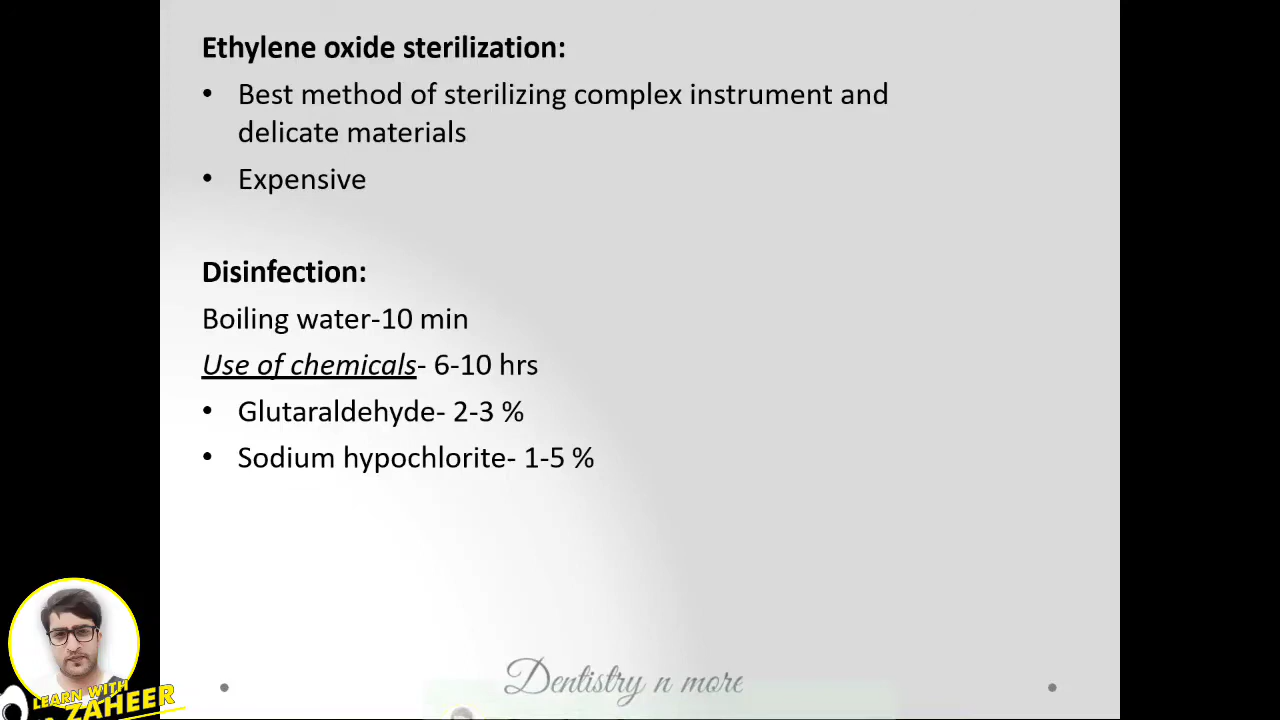 Ethylene oxide sterilization:
• Best method of sterilizing complex instrument and
delicate materials
• Expensive
Disinfection:
Boiling water-10 min
Use of chemicals- 6-10 hrs
• Glutaraldehyde- 2-3 %
• Sodium hypochlorite- 1-5 %
Dentistry n more
LEARN WITH
ZAHEER